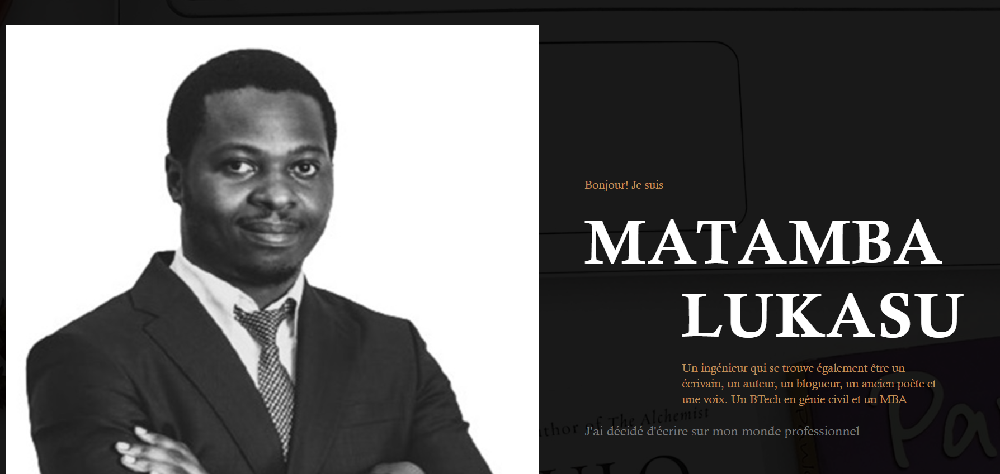 Bonjour! Je suis
MATAMBA
LUKASU
Un ingénieur qui se trouve également être un
écrivain, un auteur, un blogueur, un ancien poète et
une voix. Un BTech en génie civil et un MBA
of The Alchemist
J'ai décidé d'écrire sur mon monde professionnel